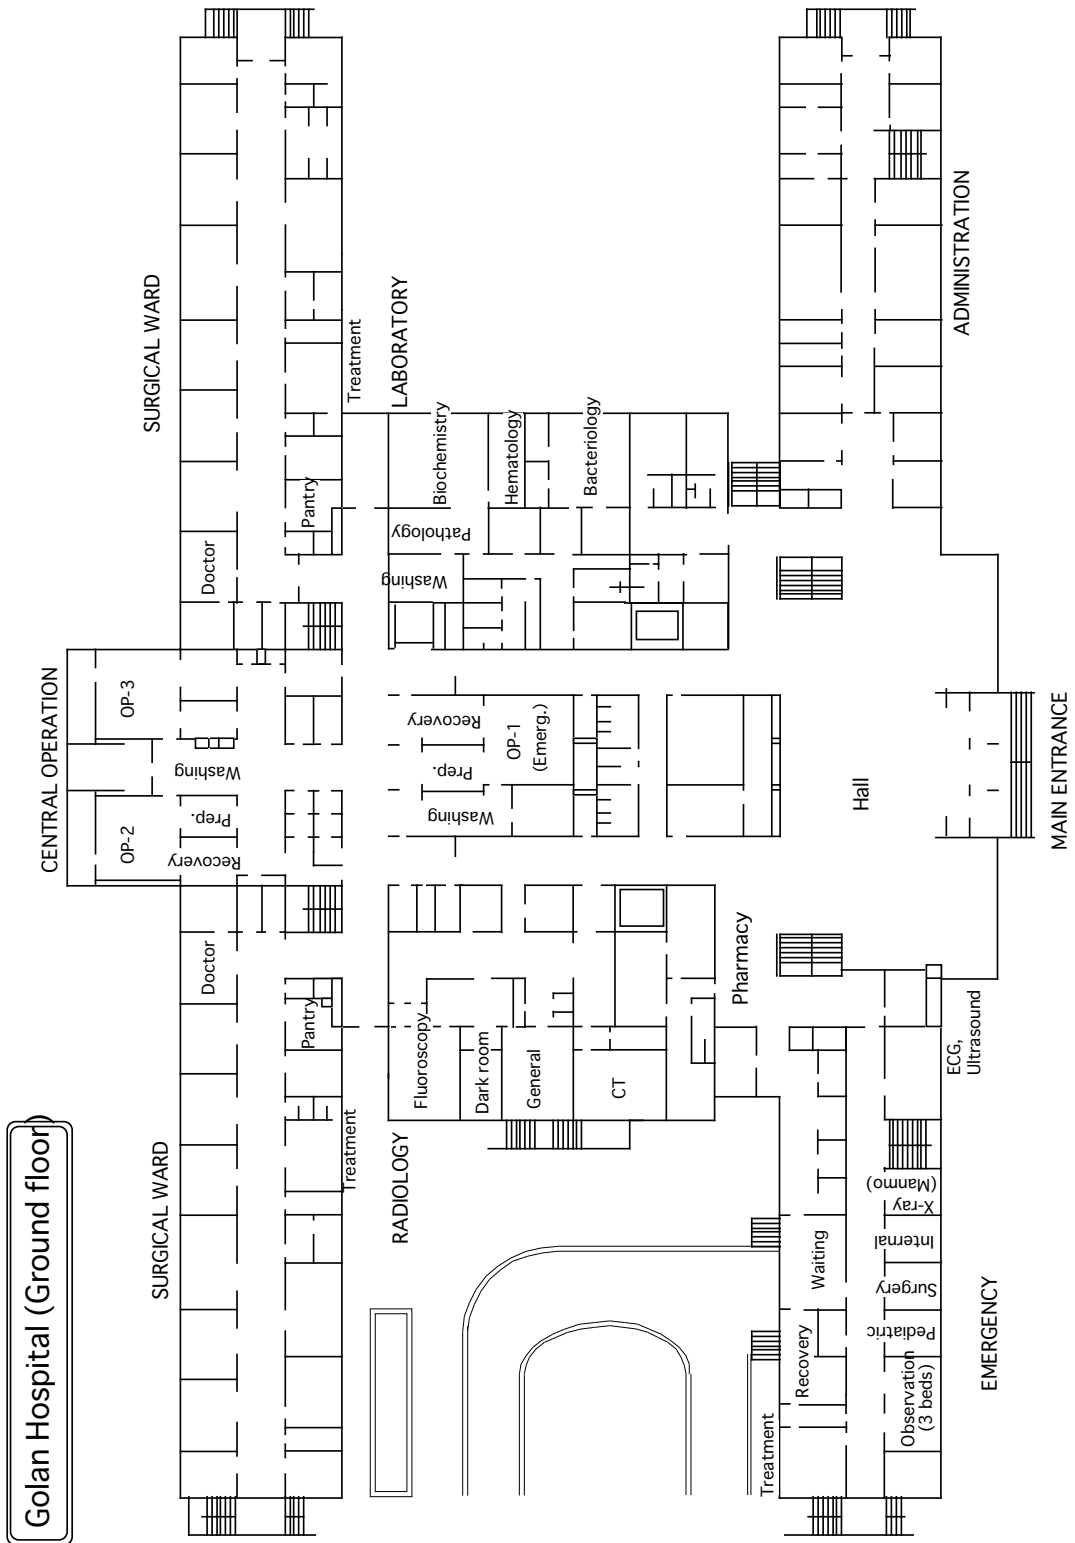 Golan Hospital (Ground floor)
CENTRAL OPERATION
SURGICAL WARD
SURGICAL WARD
OP-2
OP-3
Prep.
Washing
Recovery
Doctor
Doctor
Pantry
Pantry
Treatment
Treatment
RADIOLOGY
LABORATORY
Fluoroscopy
Dark room
General
CT
Washing
Prep.
Recovery
OP-1
(Emerg.)
Washing
Pathology
Biochemistry
Hematology
Bacteriology
Pharmacy
Hall
MAIN ENTRANCE
Treatment
Recovery
Waiting
Observation
(3 beds)
Pediatric
Surgery
Internal
X-ray
(Manmo)
ECG,
Ultrasound
EMERGENCY
ADMINISTRATION